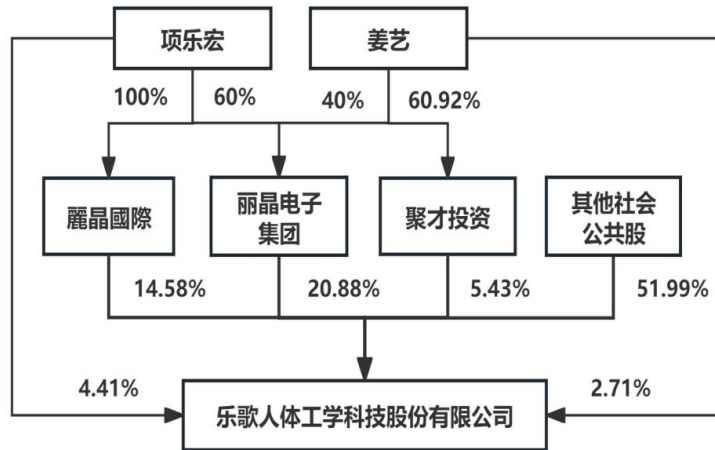 项乐宏
姜艺
100%
60%
40%
60.92%
麗晶國際
丽晶电子
集团
聚才投资
其他社会
公共股
14.58%
20.88%
5.43%
51.99%
4.41%
2.71%
乐歌人体工学科技股份有限公司